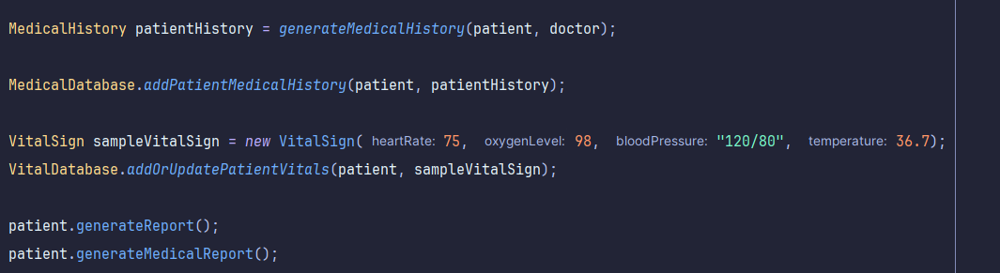 MedicalHistory patientHistory = generateMedicalHistory(patient, doctor);
MedicalDatabase.addPatientMedicalHistory(patient, patientHistory);
VitalSign sampleVitalSign = new VitalSign( heartRate: 75, oxygenLevel: 98, bloodPressure: "120/80", temperature: 36.7);
VitalDatabase.addOrUpdatePatientVitals(patient, sampleVitalSign);
patient.generateReport();
patient.generateMedicalReport();